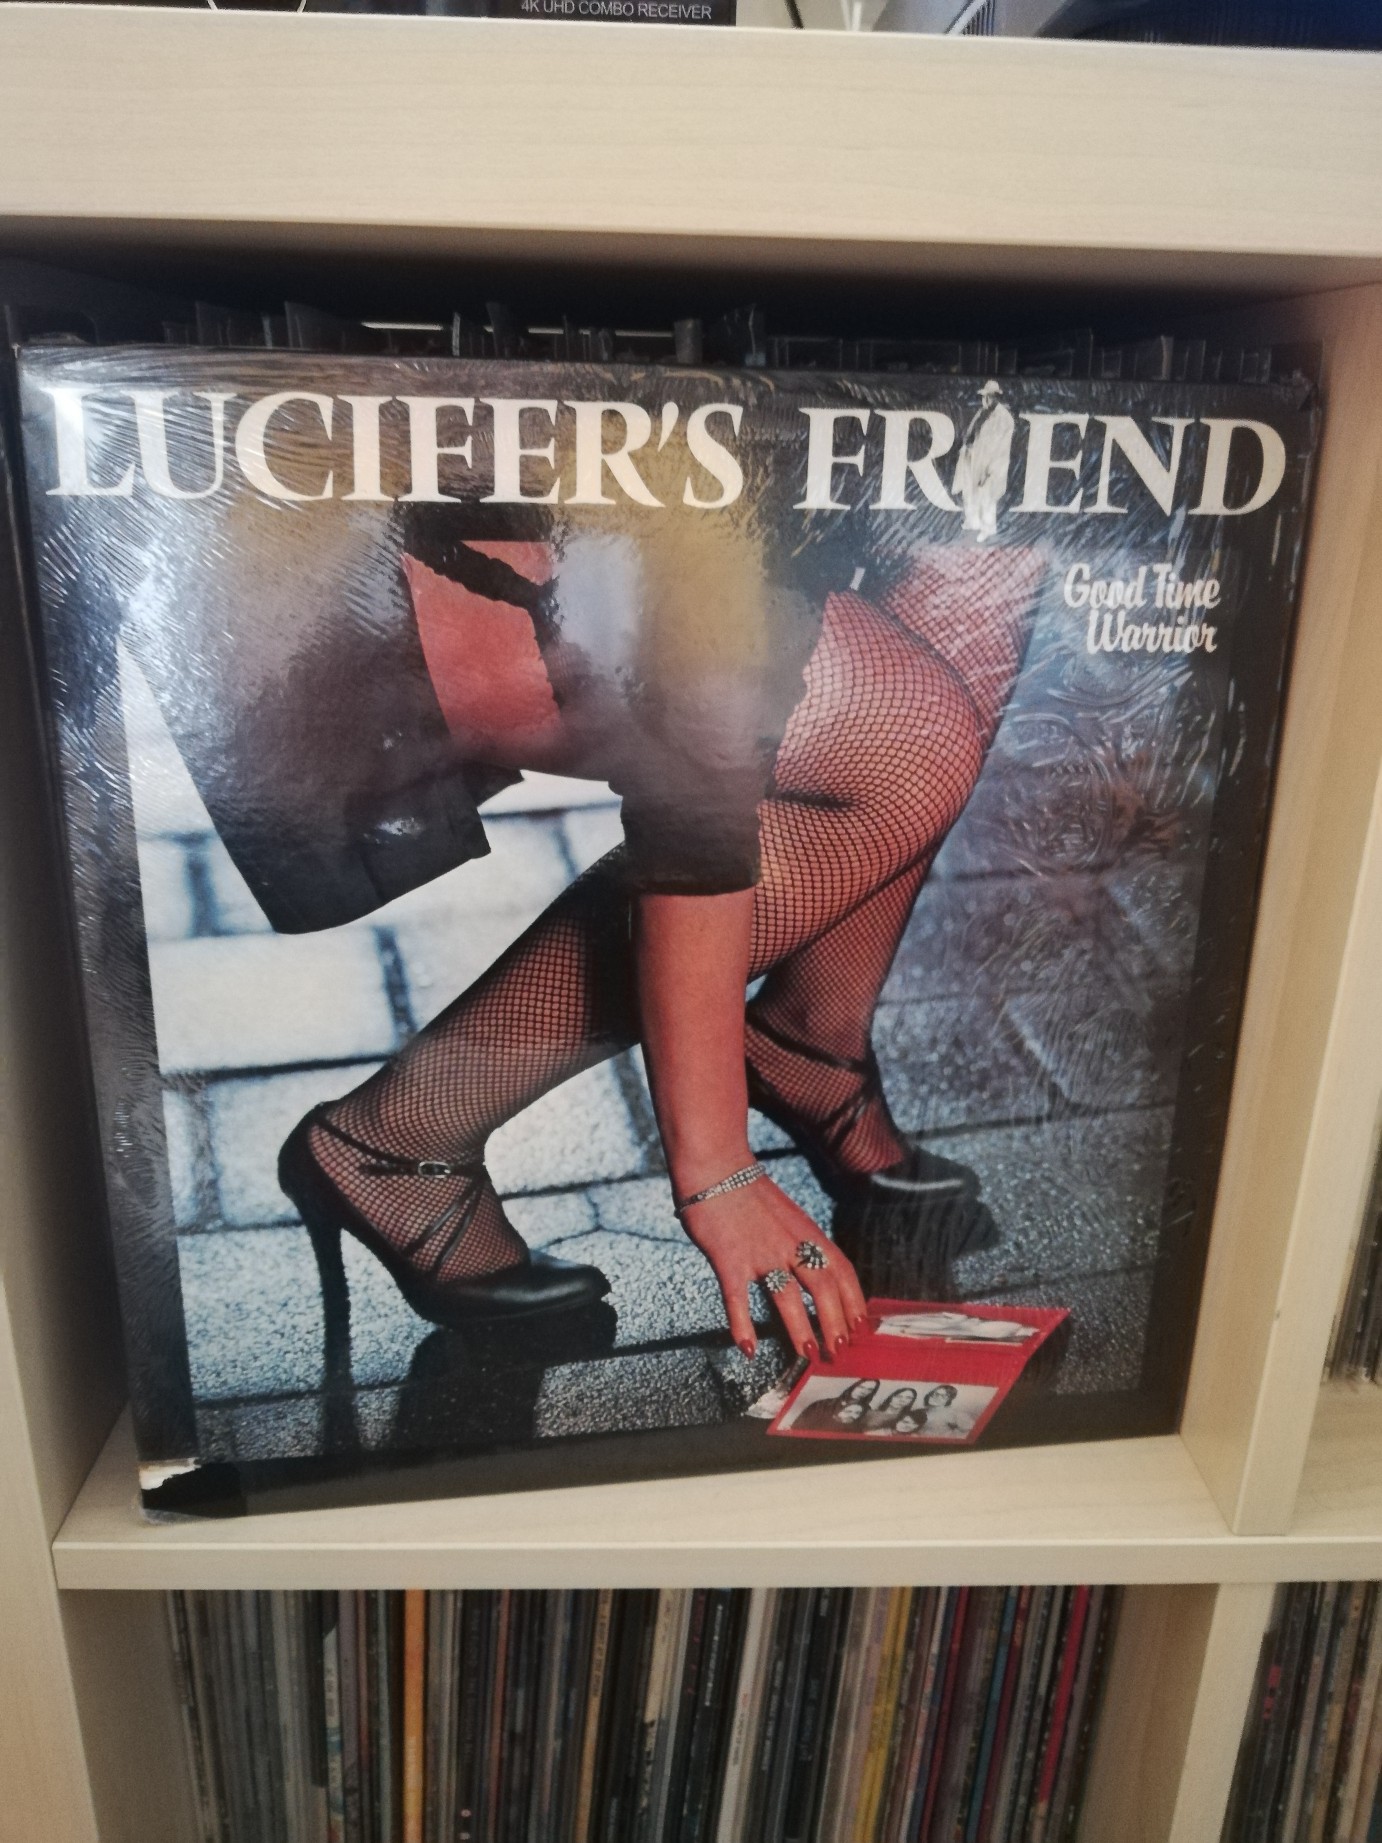 4K UHD COMBO RECEIVER
LUCIFER'S FRIEND
Good Time
Warrior